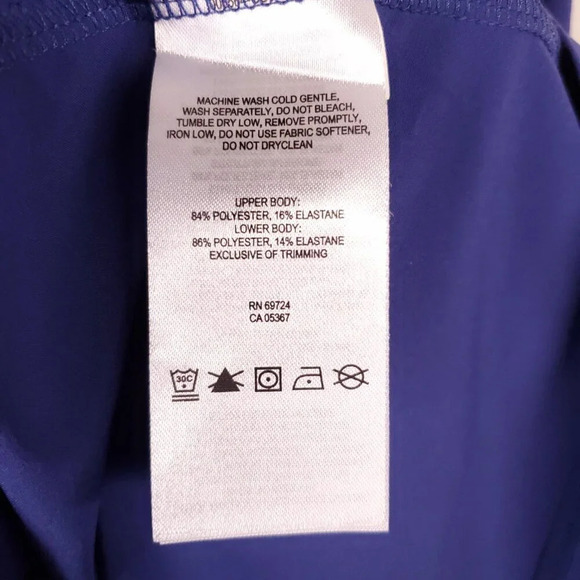 MACHINE WASH COLD GENTLE,
WASH SEPARATELY, DO NOT BLEACH,
TUMBLE DRY LOW, REMOVE PROMPTLY,
IRON LOW, DO NOT USE FABRIC SOFTENER,
DO NOT DRYCLEAN
UPPER BODY:
84% POLYESTER, 16% ELASTANE
LOWER BODY:
86% POLYESTER, 14% ELASTANE
EXCLUSIVE OF TRIMMING
RN 69724
CA 05367
30C